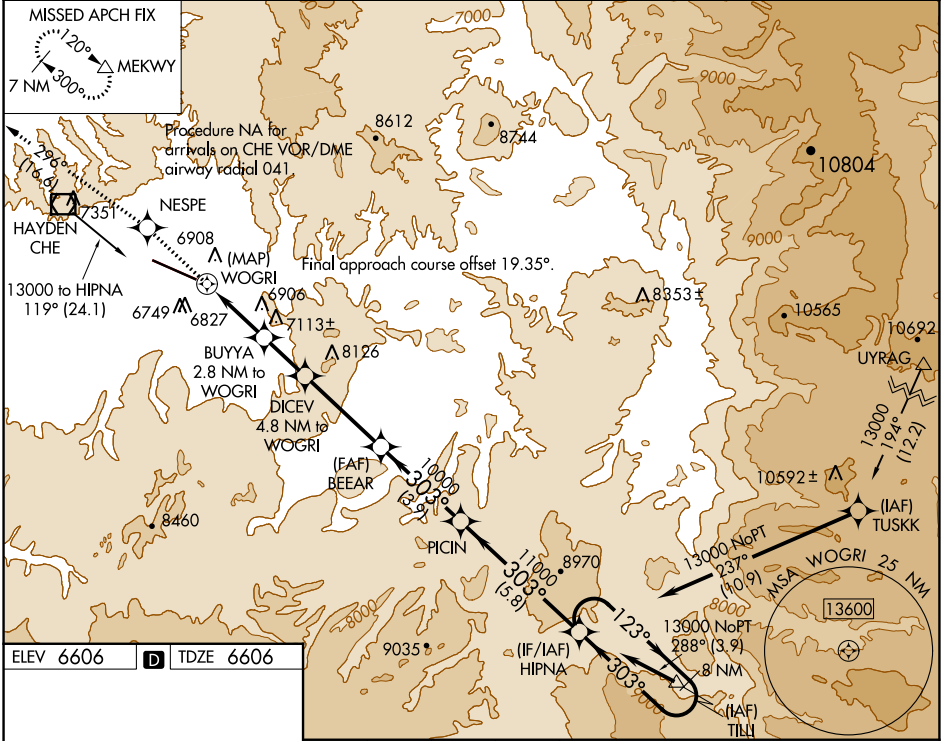 MISSED APCH FIX
120°
MEKWY
300°
7 NM
7000
9000
8612
8744
10804
Procedure NA for
arrivals on CHE VOR/DME
airway radial 041.
296°
(16.6)
7351
HAYDEN
CHE
NESPE
6908
(MAP)
WOGRI
Final approach course offset 19.35°.
9000
13000 to HIPNA
119° (24.1)
6749
6827
6906
7113±
8353±
10565
10692
UYRAG
BUYYA
2.8 NM to
WOGRI
8126
DICEV
4.8 NM to
WOGRI
13000
194°
(12.2)
(FAF)
BEEAR
10000
303°
(3.9)
10592±
(IAF)
TUSKK
8460
PICIN
13000 NoPT
237°
(10.9)
11000
303°
(5.8)
8970
MSA WOGRI 25 NM
13600
8000
8000
123°
13000 NoPT
288° (3.9)
8 NM
9035
(IF/IAF)
HIPNA
303°
(IAF)
TILLI
ELEV 6606 D TDZE 6606